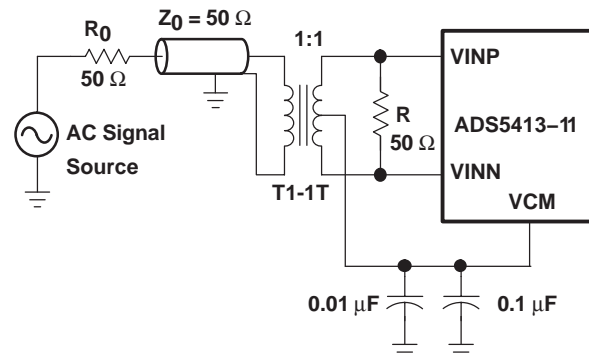 R0
50 Ω
Z0 = 50 Ω
1:1
VINP
AC Signal
Source
R
50 Ω
ADS5413–11
VINN
T1-1T
VCM
0.01 μF
0.1 μF